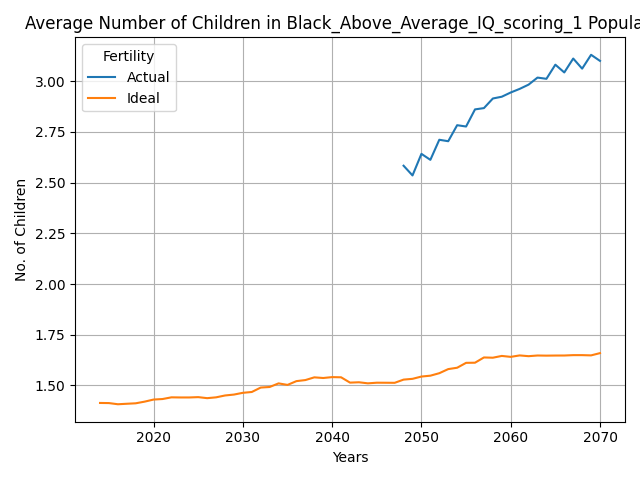 Average Number of Children in Black_Above_Average_IQ_scoring_1 Popula
Fertility
Actual
Ideal
3.00
2.75
2.50
2.25
2.00
1.75
1.50
No. of Children
2020 2030 2040 2050 2060 2070
Years